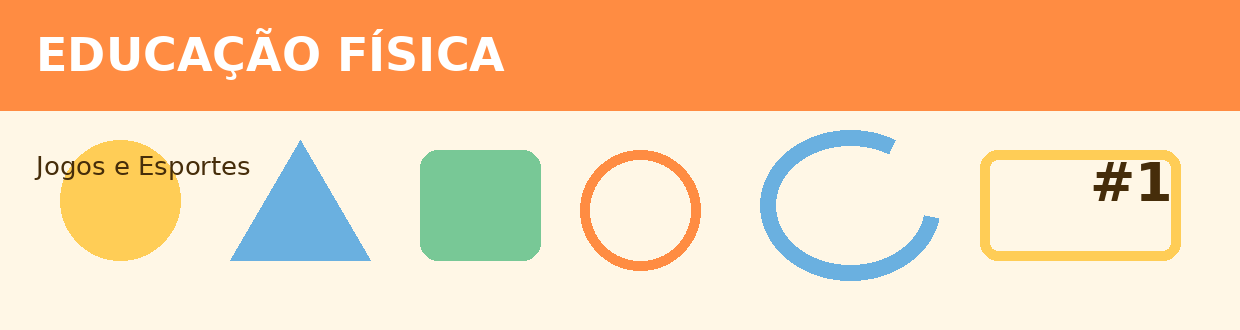 EDUCAÇÃO FÍSICA
Jogos e Esportes
#1